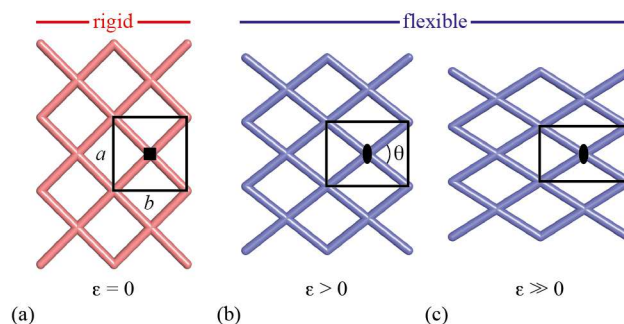 rigid
flexible
a
b
θ
ε = 0
ε > 0
ε ≫ 0
(a)
(b)
(c)